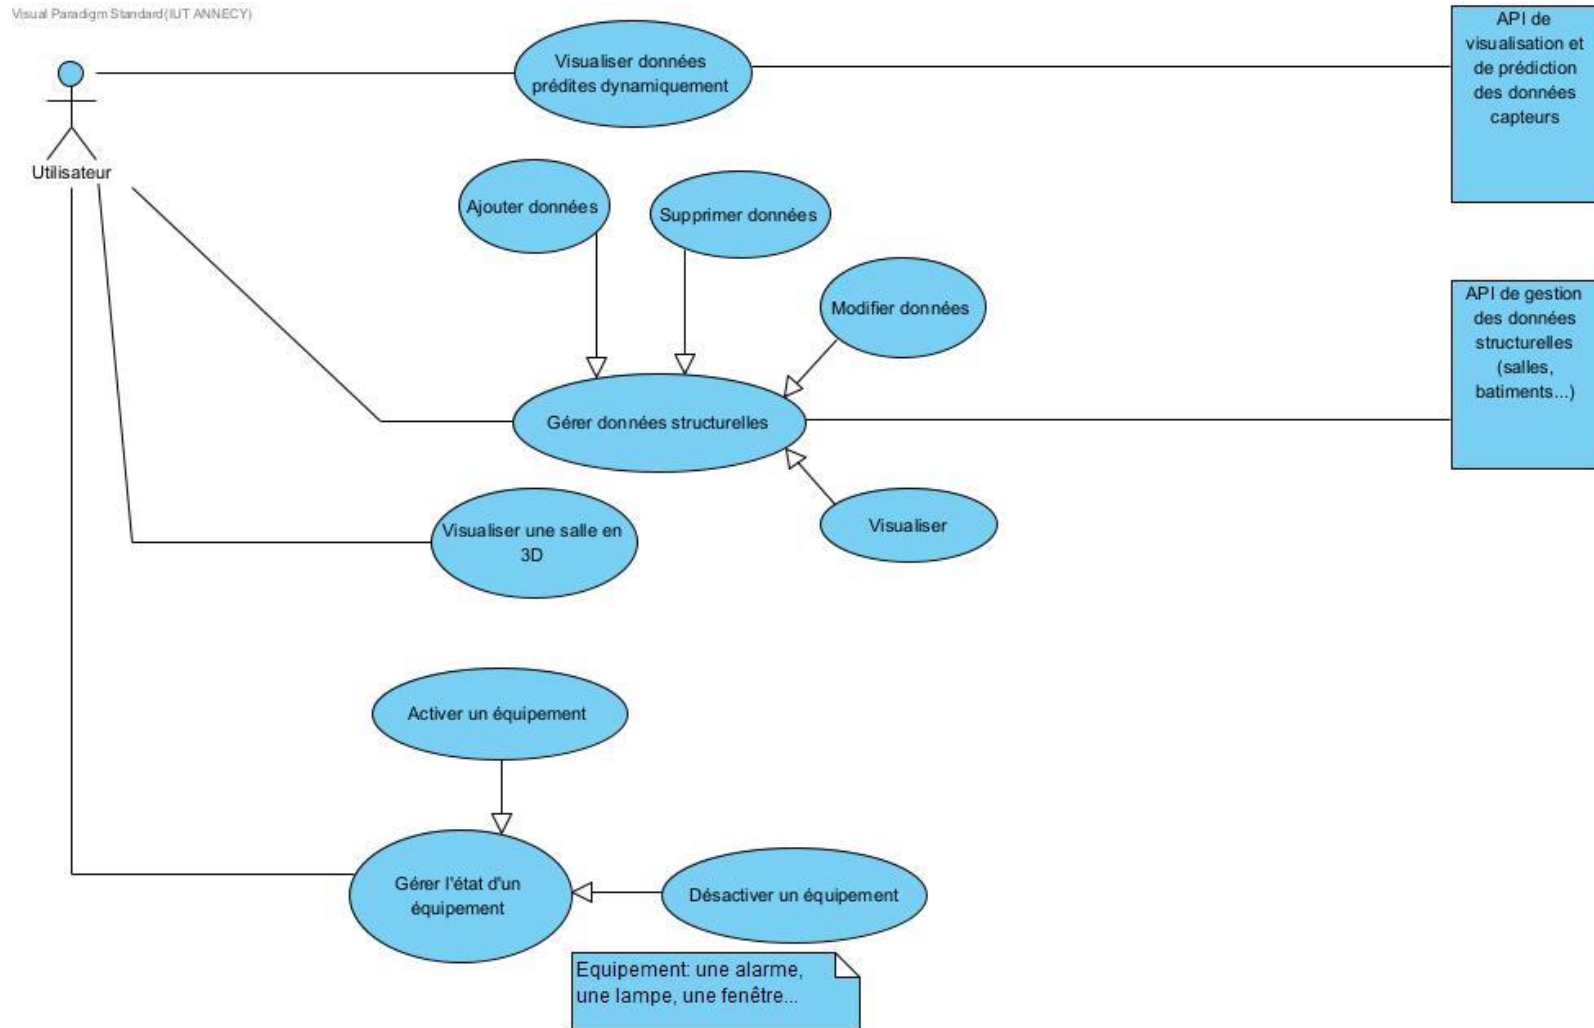 Visual Paradigm Standard(IUT ANNECY)
Visualiser données
prédites dynamiquement
API de
visualisation et
de prédiction
des données
capteurs
Utilisateur
Ajouter données
Supprimer données
Modifier données
API de gestion
des données
structurelles
(salles,
batiments...)
Gérer données structurelles
Visualiser une salle en
3D
Visualiser
Activer un équipement
Gérer l'état d'un
équipement
Désactiver un équipement
Equipement: une alarme,
une lampe, une fenêtre...